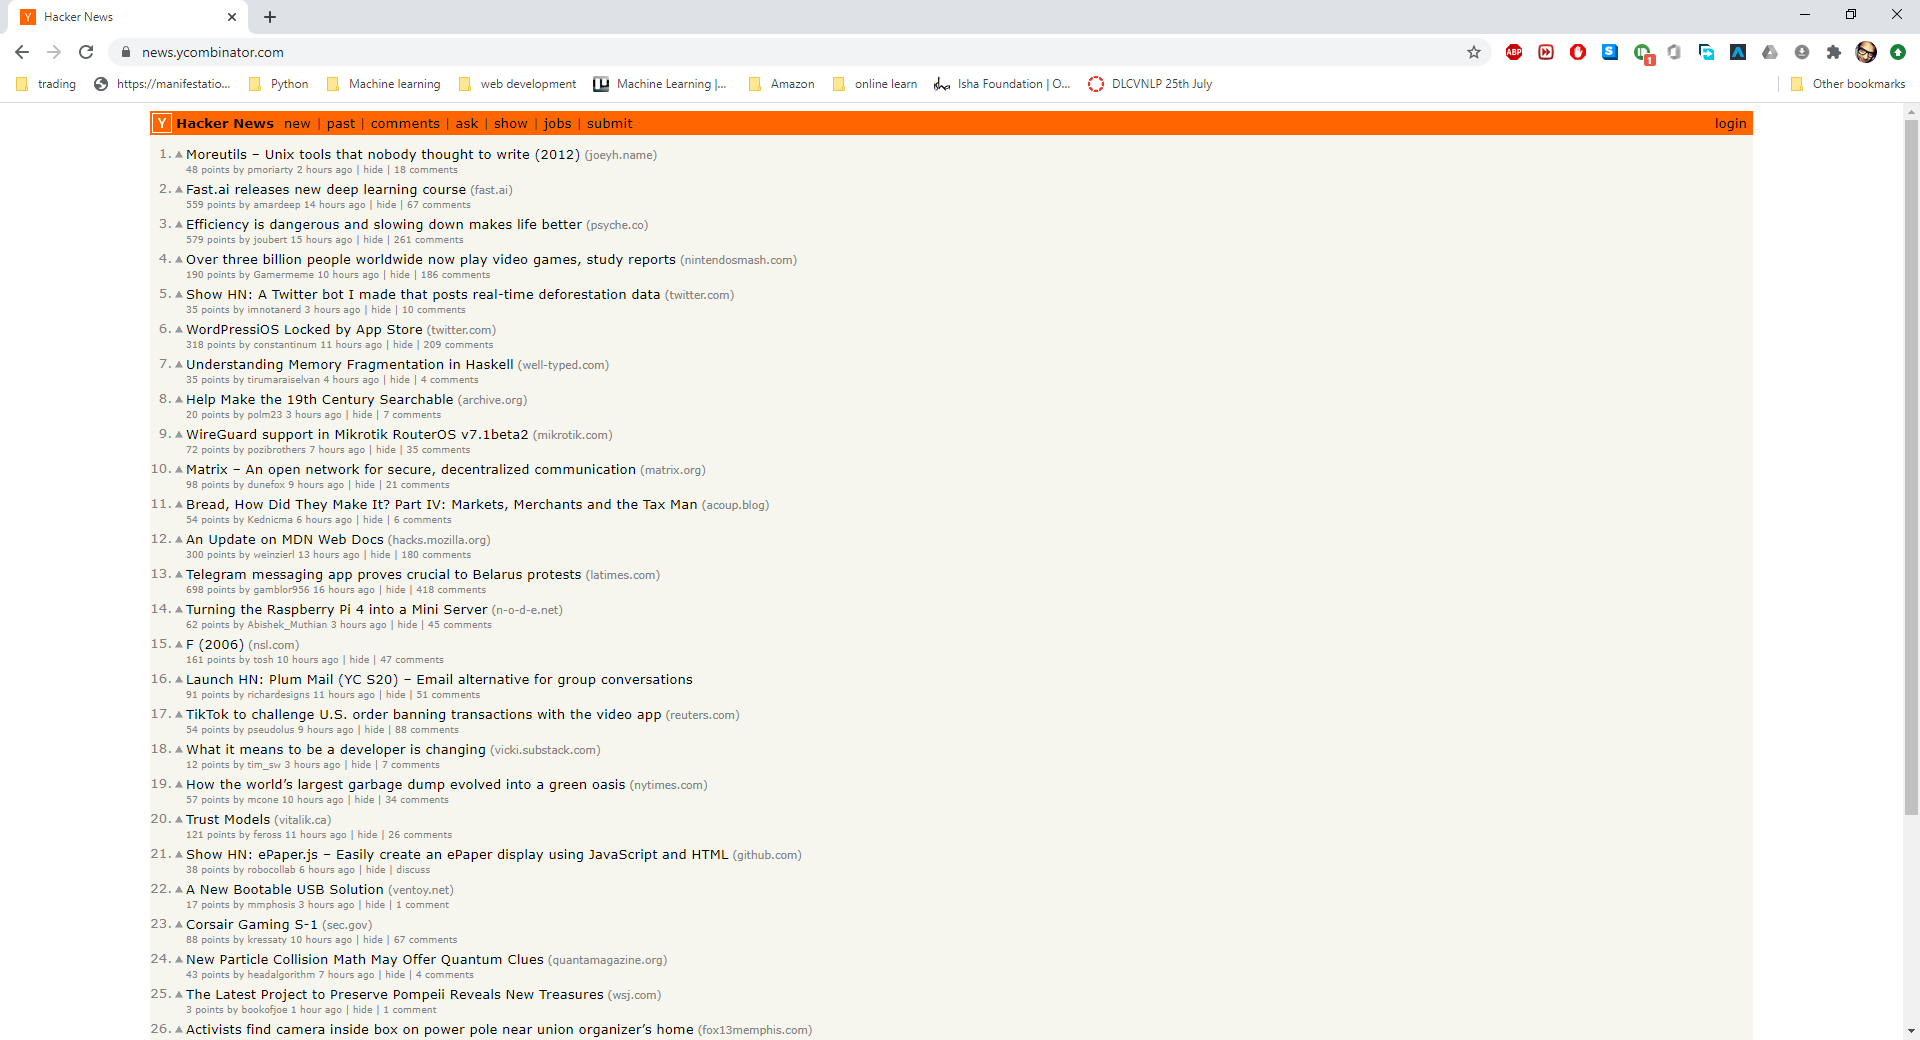 Hacker News
news.ycombinator.com
ABP
S
1
trading
https://manifestatio...
Python
Machine learning
web development
Machine Learning |...
Amazon
online learn
Isha Foundation | O...
DLCVNLP 25th July
Other bookmarks
Y Hacker News new | past | comments | ask | show | jobs | submit login
1. Moreutils – Unix tools that nobody thought to write (2012) (joeyh.name)
48 points by pmoriarty 2 hours ago | hide | 18 comments
2. Fast.ai releases new deep learning course (fast.ai)
559 points by amardeep 14 hours ago | hide | 67 comments
3. Efficiency is dangerous and slowing down makes life better (psyche.co)
579 points by joubert 15 hours ago | hide | 261 comments
4. Over three billion people worldwide now play video games, study reports (nintendosmash.com)
190 points by Gamermeme 10 hours ago | hide | 186 comments
5. Show HN: A Twitter bot I made that posts real-time deforestation data (twitter.com)
35 points by imnotanerd 3 hours ago | hide | 10 comments
6. WordPressiOS Locked by App Store (twitter.com)
318 points by constantinum 11 hours ago | hide | 209 comments
7. Understanding Memory Fragmentation in Haskell (well-typed.com)
35 points by tirumaraiselvan 4 hours ago | hide | 4 comments
8. Help Make the 19th Century Searchable (archive.org)
20 points by polm23 3 hours ago | hide | 7 comments
9. WireGuard support in Mikrotik RouterOS v7.1beta2 (mikrotik.com)
72 points by pozibrothers 7 hours ago | hide | 35 comments
10. Matrix – An open network for secure, decentralized communication (matrix.org)
98 points by dunefox 9 hours ago | hide | 21 comments
11. Bread, How Did They Make It? Part IV: Markets, Merchants and the Tax Man (acoup.blog)
54 points by Kednicma 6 hours ago | hide | 6 comments
12. An Update on MDN Web Docs (hacks.mozilla.org)
300 points by weinzierl 13 hours ago | hide | 180 comments
13. Telegram messaging app proves crucial to Belarus protests (latimes.com)
698 points by gamblor956 16 hours ago | hide | 418 comments
14. Turning the Raspberry Pi 4 into a Mini Server (n-o-d-e.net)
62 points by Abishek_Muthian 3 hours ago | hide | 45 comments
15. F (2006) (nsl.com)
161 points by tosh 10 hours ago | hide | 47 comments
16. Launch HN: Plum Mail (YC S20) – Email alternative for group conversations
91 points by richardesigns 11 hours ago | hide | 51 comments
17. TikTok to challenge U.S. order banning transactions with the video app (reuters.com)
54 points by pseudolus 9 hours ago | hide | 88 comments
18. What it means to be a developer is changing (vicki.substack.com)
12 points by tim_sw 3 hours ago | hide | 7 comments
19. How the world’s largest garbage dump evolved into a green oasis (nytimes.com)
57 points by mcone 10 hours ago | hide | 34 comments
20. Trust Models (vitalik.ca)
121 points by feross 11 hours ago | hide | 26 comments
21. Show HN: ePaper.js – Easily create an ePaper display using JavaScript and HTML (github.com)
38 points by robocollab 6 hours ago | hide | discuss
22. A New Bootable USB Solution (ventoy.net)
17 points by mmphosis 3 hours ago | hide | 1 comment
23. Corsair Gaming S-1 (sec.gov)
88 points by kressaty 10 hours ago | hide | 67 comments
24. New Particle Collision Math May Offer Quantum Clues (quantamagazine.org)
43 points by headalgorithm 7 hours ago | hide | 4 comments
25. The Latest Project to Preserve Pompeii Reveals New Treasures (wsj.com)
3 points by bookofjoe 1 hour ago | hide | 1 comment
26. Activists find camera inside box on power pole near union organizer’s home (fox13memphis.com)